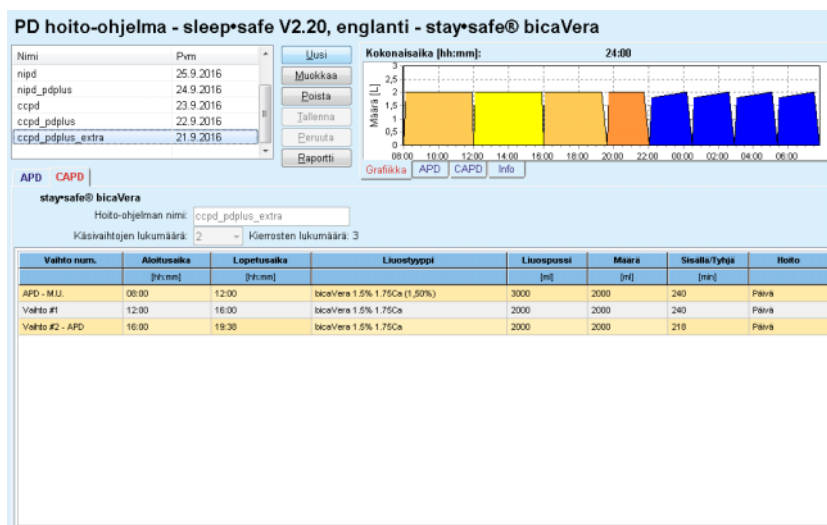 PD hoito-ohjelma - sleep•safe V2.20, englanti - stay•safe® bicaVera
Nimi Pvm
nipd 25.9.2016
nipd_pdplus 24.9.2016
ccpd 23.9.2016
ccpd_pdplus 22.9.2016
ccpd_pdplus_extra 21.9.2016
Uusi
Muokkaa
Poista
Tallenna
Peruuta
Raportti
Kokonaisaika [hh:mm]: 24:00
Määrä [L]
3
2,5
2
1,5
1
0,5
0
08:00 10:00 12:00 14:00 16:00 18:00 20:00 22:00 00:00 02:00 04:00 06:00
Grafiikka APD CAPD Info
APD CAPD
stay•safe® bicaVera
Hoito-ohjelman nimi: ccpd_pdplus_extra
Käsivaihtojen lukumäärä: 2 Kierrosten lukumäärä: 3
Vaihto num. Aloitusaika Lopetusaika Liuostyyppi Liuospussi Määrä Sisällä/Tyhjä Hoito
[hh:mm] [hh:mm] [ml] [ml] [min]
APD - M.U. 08:00 12:00 bicaVera 1.5% 1.75Ca (1,50%) 3000 2000 240 Päivä
Vaihto #1 12:00 16:00 bicaVera 1.5% 1.75Ca 2000 2000 240 Päivä
Vaihto #2 - APD 16:00 19:38 bicaVera 1.5% 1.75Ca 2000 2000 218 Päivä